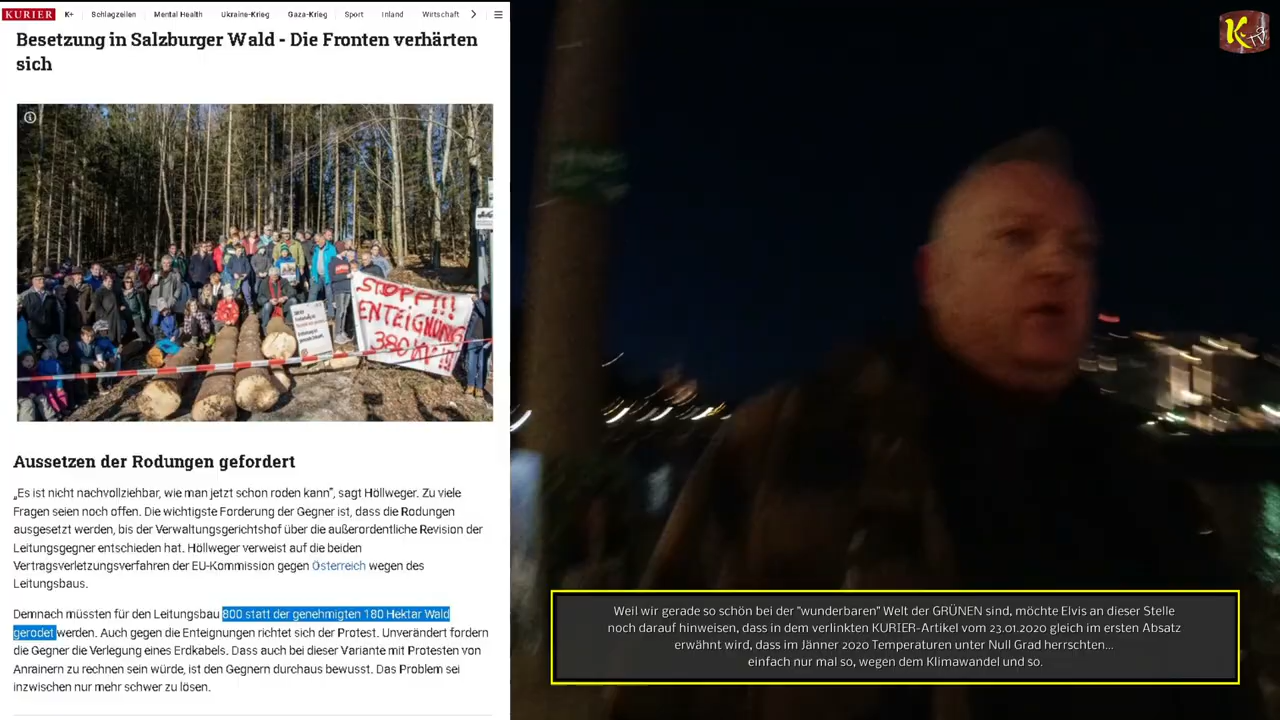 KURIER K+ Schlagzeilen Mental Health Ukraine-Krieg Gaza-Krieg Sport Inland Wirtschaft
Besetzung in Salzburger Wald - Die Fronten verhärten
sich
STOPP!!!
ENTEIGNUNG
380 KV!!!
Aussetzen der Rodungen gefordert
„Es ist nicht nachvollziehbar, wie man jetzt schon roden kann”, sagt Höllweger. Zu viele
Fragen seien noch offen. Die wichtigste Forderung der Gegner ist, dass die Rodungen
ausgesetzt werden, bis der Verwaltungsgerichtshof über die außerordentliche Revision der
Leitungsgegner entschieden hat. Höllweger verweist auf die beiden
Vertragsverletzungsverfahren der EU-Kommission gegen Österreich wegen des
Leitungsbaus.
Demnach müssten für den Leitungsbau 800 statt der genehmigten 180 Hektar Wald
gerodet werden. Auch gegen die Enteignungen richtet sich der Protest. Unverändert fordern
die Gegner die Verlegung eines Erdkabels. Dass auch bei dieser Variante mit Protesten von
Anrainern zu rechnen sein würde, ist den Gegnern durchaus bewusst. Das Problem sei
inzwischen nur mehr schwer zu lösen.
K TV
Weil wir gerade so schön bei der "wunderbaren" Welt der GRÜNEN sind, möchte Elvis an dieser Stelle
noch darauf hinweisen, dass in dem verlinkten KURIER-Artikel vom 23.01.2020 gleich im ersten Absatz
erwähnt wird, dass im Jänner 2020 Temperaturen unter Null Grad herrschten...
einfach nur mal so, wegen dem Klimawandel und so.